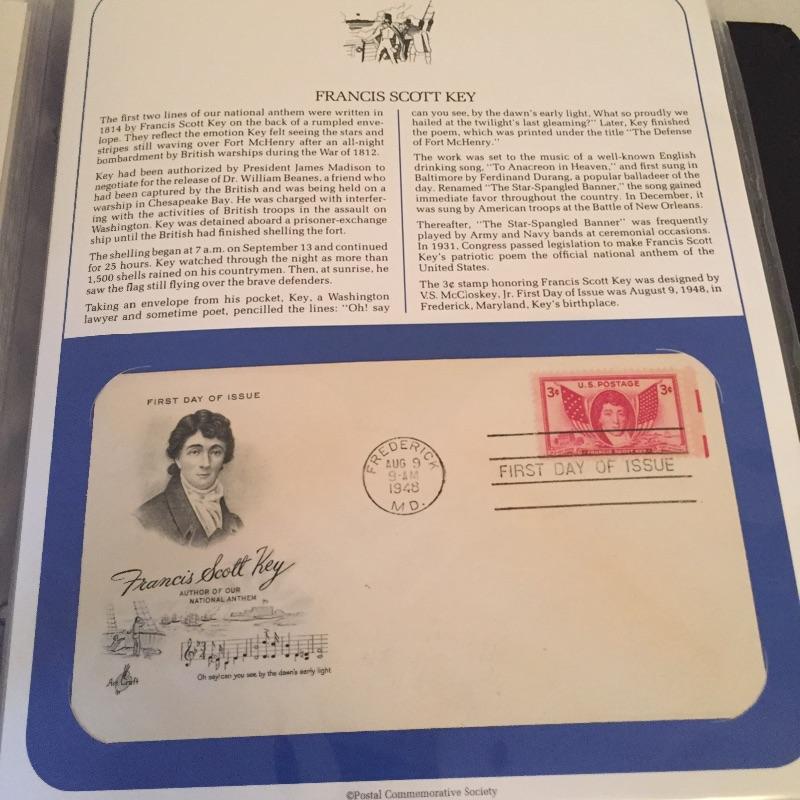 FRANCIS SCOTT KEY
The first two lines of our national anthem were written in
1814 by Francis Scott Key on the back of a rumpled enve-
lope. They reflect the emotion Key felt seeing the stars and
stripes still waving over Fort McHenry after an all-night
bombardment by British warships during the War of 1812.
Key had been authorized by President James Madison to
negotiate for the release of Dr. William Beanes, a friend who
had been captured by the British and was being held on a
warship in Chesapeake Bay. He was charged with interfer-
ing with the activities of British troops in the assault on
Washington. Key was detained aboard a prisoner-exchange
ship until the British had finished shelling the fort.
The shelling began at 7 a.m. on September 13 and continued
for 25 hours. Key watched through the night as more than
1,500 shells rained on his countrymen. Then, at sunrise, he
saw the flag still flying over the brave defenders.
Taking an envelope from his pocket, Key, a Washington
lawyer and sometime poet, pencilled the lines: "Oh! say
can you see, by the dawn's early light, What so proudly we
hailed at the twilight's last gleaming?" Later, Key finished
the poem, which was printed under the title "The Defense
of Fort McHenry."
The work was set to the music of a well-known English
drinking song, "To Anacreon in Heaven," and first sung in
Baltimore by Ferdinand Durang, a popular balladeer of the
day. Renamed "The Star-Spangled Banner," the song gained
immediate favor throughout the country. In December, it
was sung by American troops at the Battle of New Orleans.
Thereafter, "The Star-Spangled Banner" was frequently
played by Army and Navy bands at ceremonial occasions.
In 1931, Congress passed legislation to make Francis Scott
Key's patriotic poem the official national anthem of the
United States.
The 3¢ stamp honoring Francis Scott Key was designed by
V.S. McCloskey, Jr. First Day of Issue was August 9, 1948, in
Frederick, Maryland, Key's birthplace.
FIRST DAY OF ISSUE
U.S. POSTAGE
3¢ 3¢
FRANCIS SCOTT KEY
FREDERICK
AUG 9
9-AM
1948
MD.
FIRST DAY OF ISSUE
Francis Scott Key
AUTHOR OF OUR
NATIONAL ANTHEM
Oh say! can you see, by the dawn's early light
Art Craft
©Postal Commemorative Society